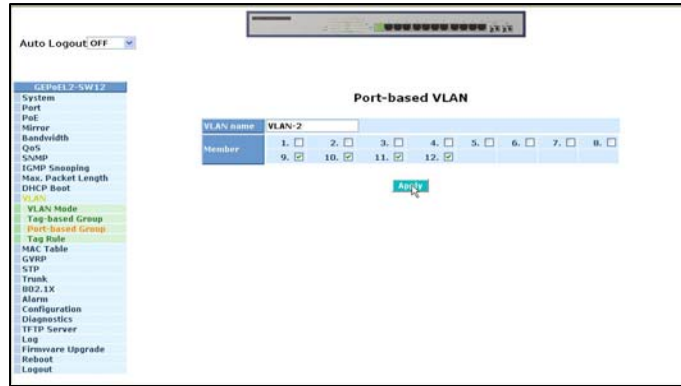 Auto Logout OFF
GEPoEL2-SW12
System
Port
PoE
Mirror
Bandwidth
QoS
SNMP
IGMP Snooping
Max. Packet Length
DHCP Boot
VLAN
VLAN Mode
Tag-based Group
Port-based Group
Tag Rule
MAC Table
GVRP
STP
Trunk
802.1X
Alarm
Configuration
Diagnostics
TFTP Server
Log
Firmware Upgrade
Reboot
Logout
Port-based VLAN
VLAN name VLAN-2
Member 1. 2. 3. 4. 5. 6. 7. 8.
9. 10. 11. 12.
Apply